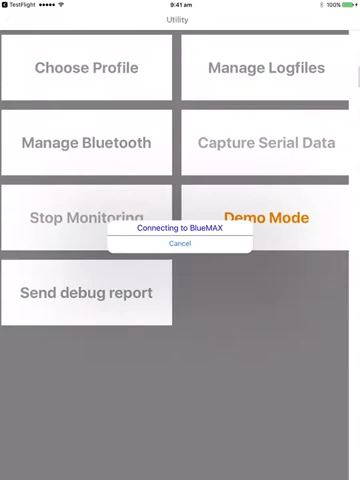 TestFlight
9:41 am
100%
Utility
Choose Profile
Manage Logfiles
Manage Bluetooth
Capture Serial Data
Stop Monitoring
Demo Mode
Connecting to BlueMAX
Cancel
Send debug report